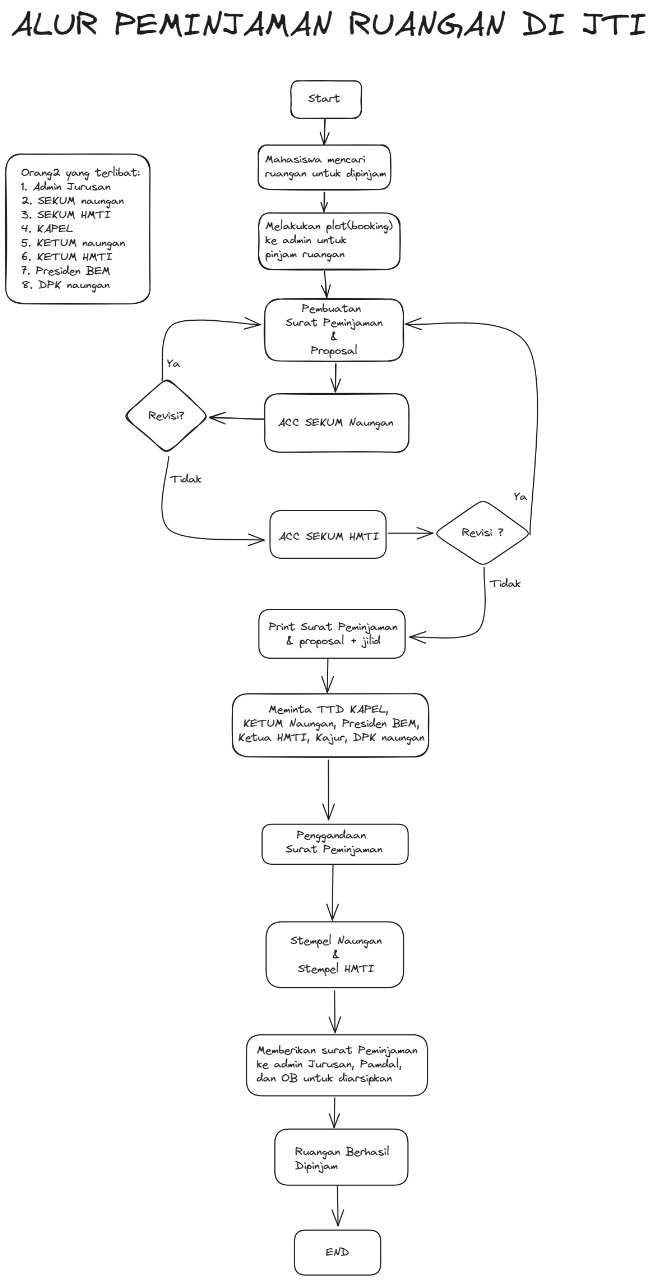 ALUR PEMINJAMAN RUANGAN DI JTI
Start
Orang2 yang terlibat:
1. Admin Jurusan
2. SEKUM naungan
3. SEKUM HMTI
4. KAPEL
5. KETUM naungan
6. KETUM HMTI
7. Presiden BEM
8. DPK naungan
Mahasiswa mencari
ruangan untuk dipinjam
Melakukan plot(booking)
ke admin untuk
pinjam ruangan
Pembuatan
Surat Peminjaman
&
Proposal
Ya
Revisi?
ACC SEKUM Naungan
Tidak
ACC SEKUM HMTI
Revisi ?
Ya
Tidak
Print Surat Peminjaman
& proposal + jilid
Meminta TTD KAPEL,
KETUM Naungan, Presiden BEM,
Ketua HMTI, Kajur, DPK naungan
Penggandaan
Surat Peminjaman
Stempel Naungan
&
Stempel HMTI
Memberikan surat Peminjaman
ke admin Jurusan, Pamdal,
dan OB untuk diarsipkan
Ruangan Berhasil
Dipinjam
END